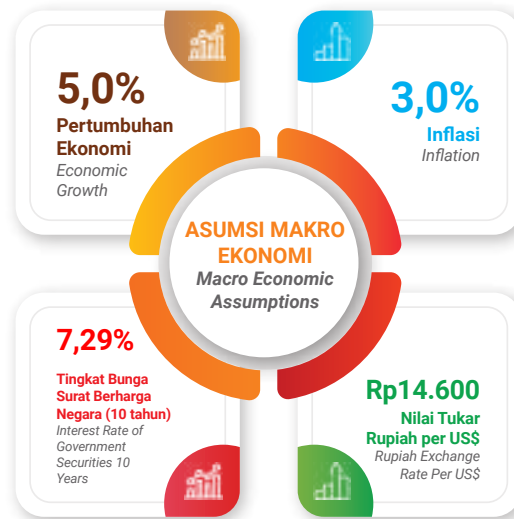 5,0%
Pertumbuhan
Ekonomi
Economic
Growth
3,0%
Inflasi
Inflation
ASUMSI MAKRO
EKONOMI
Macro Economic
Assumptions
7,29%
Tingkat Bunga
Surat Berharga
Negara (10 tahun)
Interest Rate of
Government
Securities 10
Years
Rp14.600
Nilai Tukar
Rupiah per US$
Rupiah Exchange
Rate Per US$